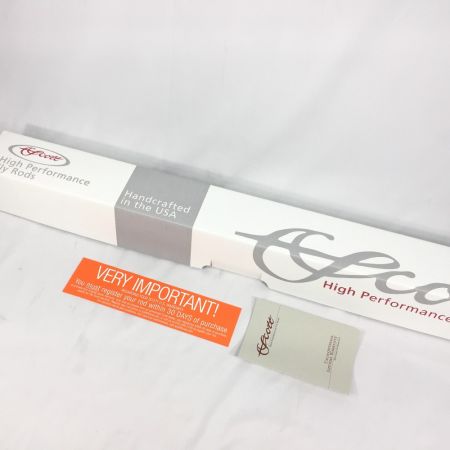 Scott
High Performance
Fly Rods
Handcrafted
in the USA
Scott
High Performance
VERY IMPORTANT!
You must register your rod within 30 DAYS of purchase
Scott